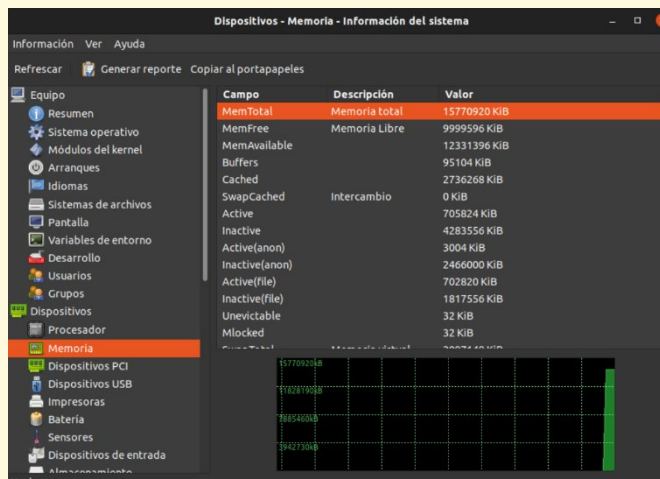 Dispositivos - Memoria - Información del sistema
Información Ver Ayuda
Refrescar Generar reporte Copiar al portapapeles
Equipo
Resumen
Sistema operativo
Módulos del kernel
Arranques
Idiomas
Sistemas de archivos
Pantalla
Variables de entorno
Desarrollo
Usuarios
Grupos
Dispositivos
Procesador
Memoria
Dispositivos PCI
Dispositivos USB
Impresoras
Batería
Sensores
Dispositivos de entrada
Almacenamiento
Campo Descripción Valor
MemTotal Memoria total 15770920 KiB
MemFree Memoria Libre 9999596 KiB
MemAvailable 12331396 KiB
Buffers 95104 KiB
Cached 2736268 KiB
SwapCached Intercambio 0 KiB
Active 705824 KiB
Inactive 4283556 KiB
Active(anon) 3004 KiB
Inactive(anon) 2466000 KiB
Active(file) 702820 KiB
Inactive(file) 1817556 KiB
Unevictable 32 KiB
Mlocked 32 KiB
SwapTotal Memoria virtual
15770920kB
11828190kB
7885460kB
3942730kB